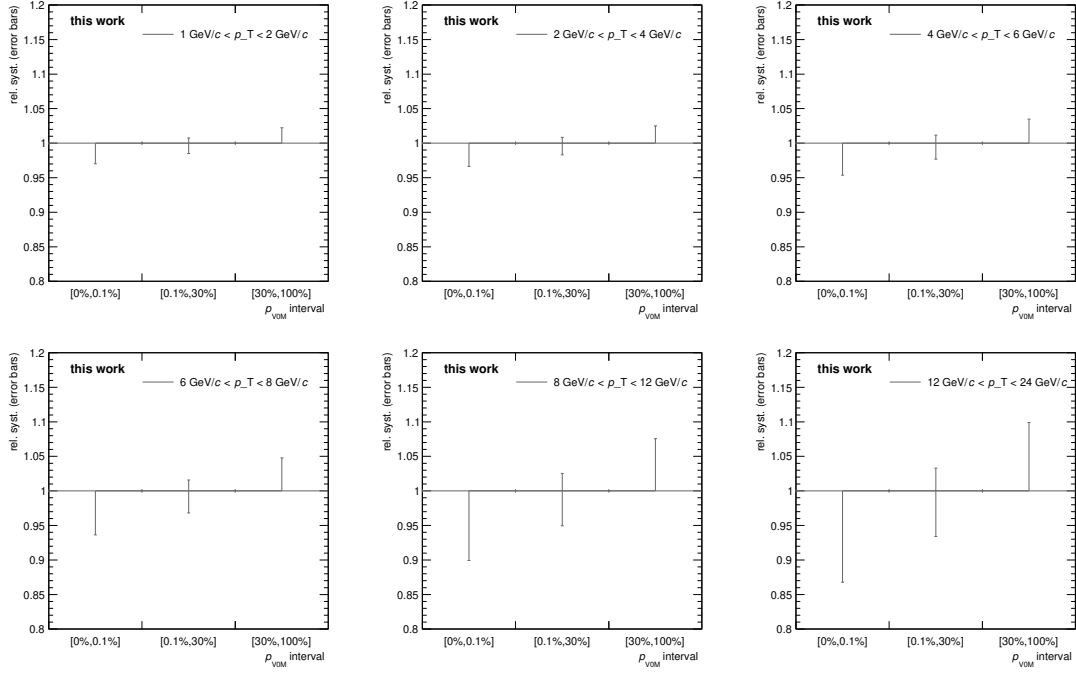 rel. syst. (error bars)
1.2
1.15
1.1
1.05
1
0.95
0.9
0.85
0.8
this work
1 GeV/c < p_T < 2 GeV/c
[0%,0.1%] [0.1%,30%] [30%,100%]
p_V0M interval
rel. syst. (error bars)
1.2
1.15
1.1
1.05
1
0.95
0.9
0.85
0.8
this work
2 GeV/c < p_T < 4 GeV/c
[0%,0.1%] [0.1%,30%] [30%,100%]
p_V0M interval
rel. syst. (error bars)
1.2
1.15
1.1
1.05
1
0.95
0.9
0.85
0.8
this work
4 GeV/c < p_T < 6 GeV/c
[0%,0.1%] [0.1%,30%] [30%,100%]
p_V0M interval
rel. syst. (error bars)
1.2
1.15
1.1
1.05
1
0.95
0.9
0.85
0.8
this work
6 GeV/c < p_T < 8 GeV/c
[0%,0.1%] [0.1%,30%] [30%,100%]
p_V0M interval
rel. syst. (error bars)
1.2
1.15
1.1
1.05
1
0.95
0.9
0.85
0.8
this work
8 GeV/c < p_T < 12 GeV/c
[0%,0.1%] [0.1%,30%] [30%,100%]
p_V0M interval
rel. syst. (error bars)
1.2
1.15
1.1
1.05
1
0.95
0.9
0.85
0.8
this work
12 GeV/c < p_T < 24 GeV/c
[0%,0.1%] [0.1%,30%] [30%,100%]
p_V0M interval